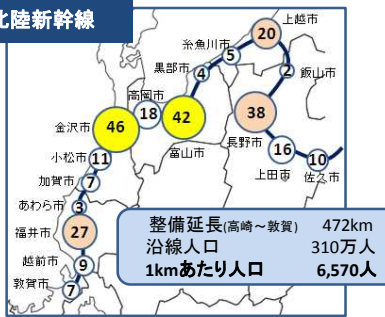 北陸新幹線
上越市
20
糸魚川市
5
黒部市
4
2
飯山市
高岡市
18
42
富山市
金沢市
46
38
長野市
16
上田市
10
佐久市
小松市
11
加賀市
7
あわら市
3
福井市
27
越前市
9
敦賀市
7
整備延長(高崎～敦賀) 472km
沿線人口 310万人
1kmあたり人口 6,570人